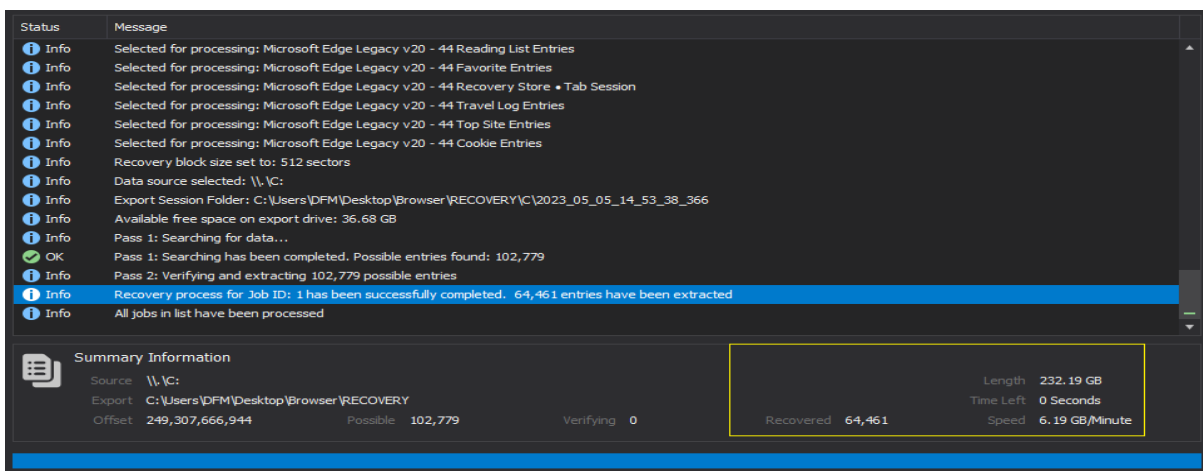 Status Message
Info Selected for processing: Microsoft Edge Legacy v20 - 44 Reading List Entries
Info Selected for processing: Microsoft Edge Legacy v20 - 44 Favorite Entries
Info Selected for processing: Microsoft Edge Legacy v20 - 44 Recovery Store • Tab Session
Info Selected for processing: Microsoft Edge Legacy v20 - 44 Travel Log Entries
Info Selected for processing: Microsoft Edge Legacy v20 - 44 Top Site Entries
Info Selected for processing: Microsoft Edge Legacy v20 - 44 Cookie Entries
Info Recovery block size set to: 512 sectors
Info Data source selected: \\.\C:
Info Export Session Folder: C:\Users\DFM\Desktop\Browser\RECOVERY\C\2023_05_05_14_53_38_366
Info Available free space on export drive: 36.68 GB
Info Pass 1: Searching for data...
OK Pass 1: Searching has been completed. Possible entries found: 102,779
Info Pass 2: Verifying and extracting 102,779 possible entries
Info Recovery process for Job ID: 1 has been successfully completed. 64,461 entries have been extracted
Info All jobs in list have been processed
Summary Information
Source \\.\C: Length 232.19 GB
Export C:\Users\DFM\Desktop\Browser\RECOVERY Time Left 0 Seconds
Offset 249,307,666,944 Possible 102,779 Verifying 0 Recovered 64,461 Speed 6.19 GB/Minute